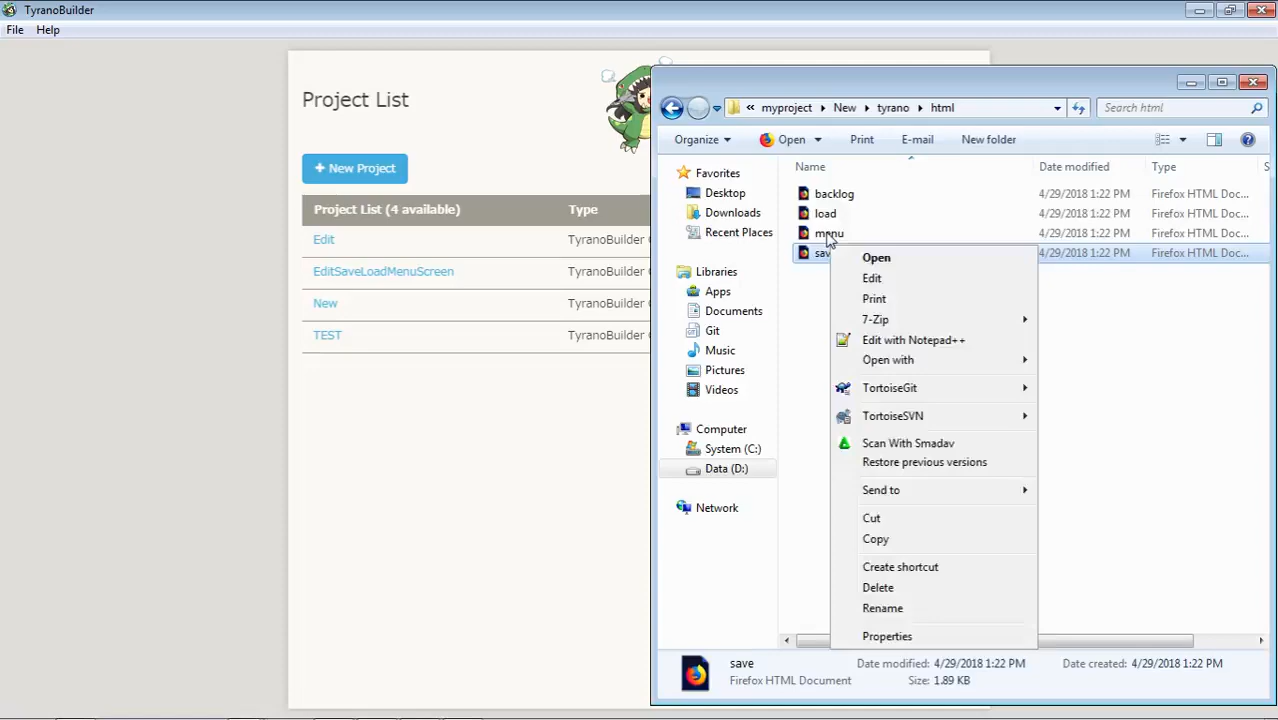 TyranoBuilder
File Help
Project List
+ New Project
Project List (4 available) Type
Edit TyranoBuilder
EditSaveLoadMenuScreen TyranoBuilder
New TyranoBuilder
TEST TyranoBuilder
« myproject New tyrano html
Search html
Organize Open Print E-mail New folder
Name Date modified Type S
backlog 4/29/2018 1:22 PM Firefox HTML Doc...
load 4/29/2018 1:22 PM Firefox HTML Doc...
menu 4/29/2018 1:22 PM Firefox HTML Doc...
sav 4/29/2018 1:22 PM Firefox HTML Doc...
Favorites
Desktop
Downloads
Recent Places
Libraries
Apps
Documents
Git
Music
Pictures
Videos
Computer
System (C:)
Data (D:)
Network
Open
Edit
Print
7-Zip
Edit with Notepad++
Open with
TortoiseGit
TortoiseSVN
Scan With Smadav
Restore previous versions
Send to
Cut
Copy
Create shortcut
Delete
Rename
Properties
save Date modified: 4/29/2018 1:22 PM Date created: 4/29/2018 1:22 PM
Firefox HTML Document Size: 1.89 KB